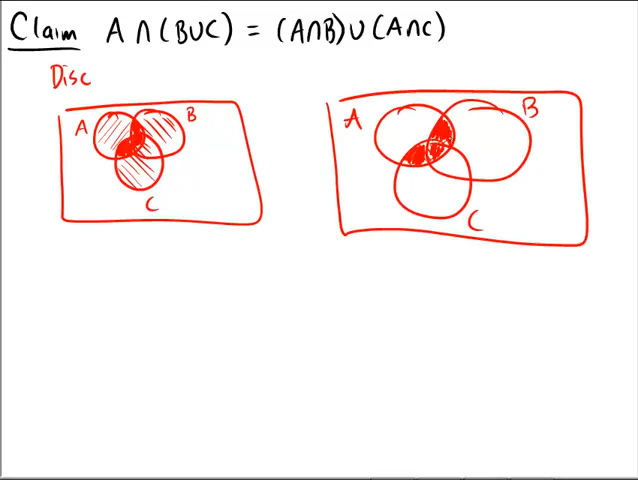 Claim A∩(B∪C) = (A∩B)∪(A∩C)
Disc
A B
C
A B
C